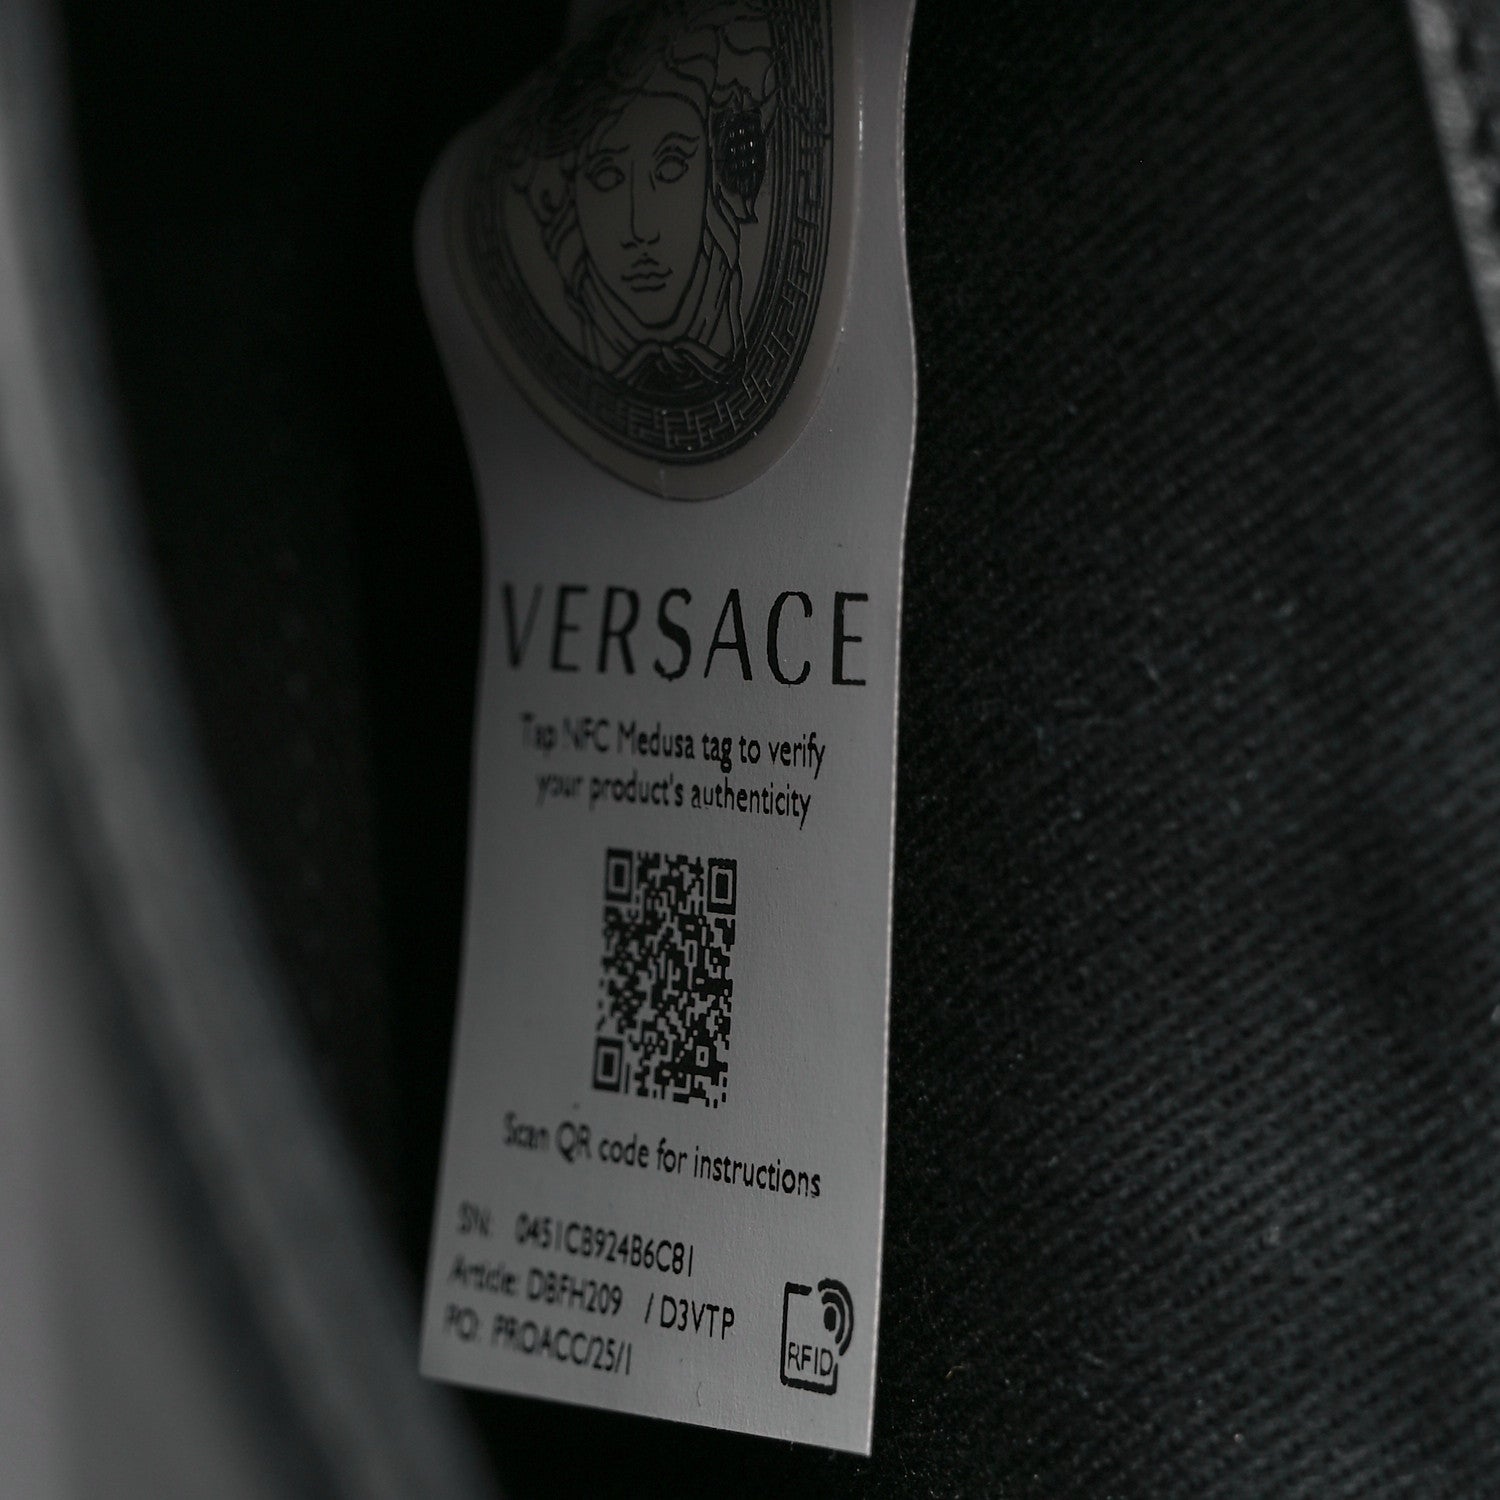 VERSACE
Tap NFC Medusa tag to verify
your product's authenticity
Scan QR code for instructions
SN: 0451CB924B6C81
Article: DBFH209 / D3VTP
PO: PROACC/25/1
RFID